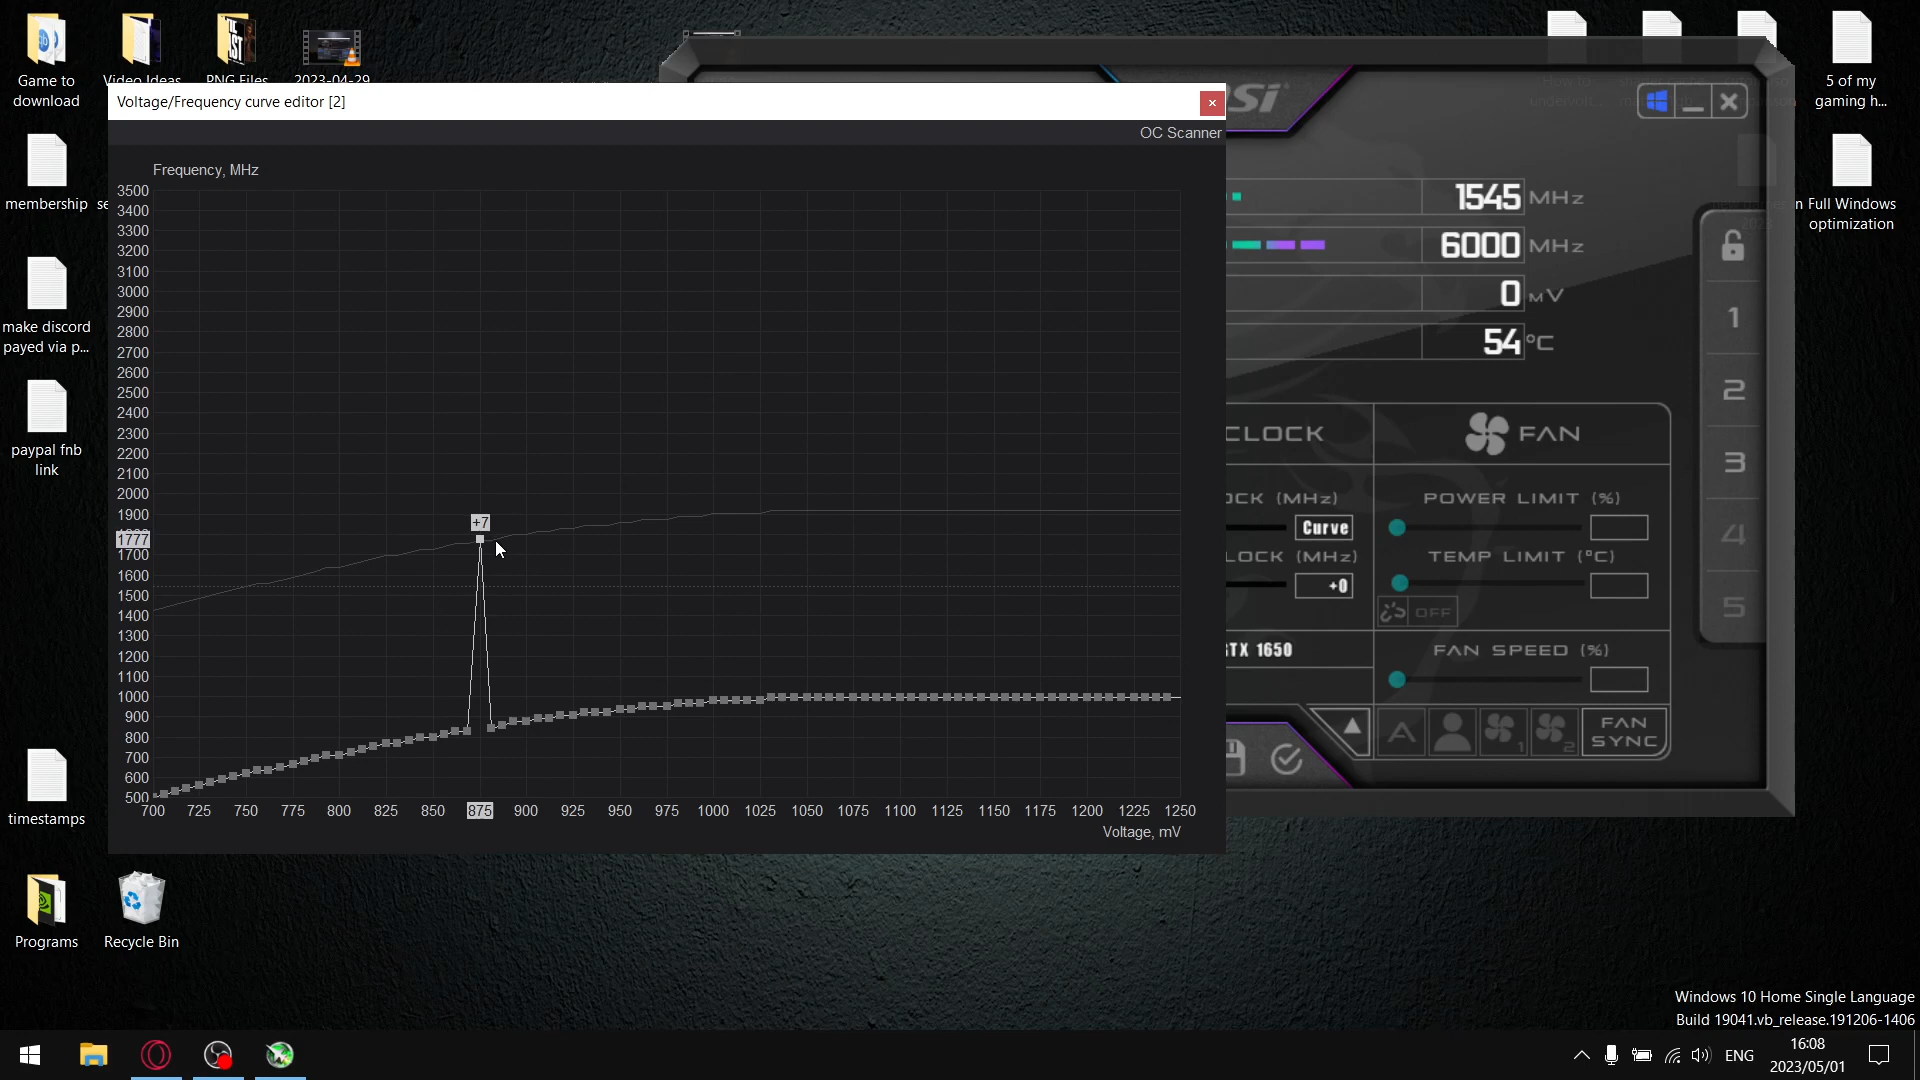 Game to
download
Video Ideas
PNG Files
2023-04-29
5 of my
gaming h...
How to
undervolt...
Voltage/Frequency curve editor [2]
OC Scanner
Frequency, MHz
3500
3400
3300
3200
3100
3000
2900
2800
2700
2600
2500
2400
2300
2200
2100
2000
1900
1777
1700
1600
1500
1400
1300
1200
1100
1000
900
800
700
600
500
+7
700 725 750 775 800 825 850 875 900 925 950 975 1000 1025 1050 1075 1100 1125 1150 1175 1200 1225 1250
Voltage, mV
membership
make discord
payed via p...
paypal fnb
link
timestamps
Programs
Recycle Bin
Full Windows
optimization
1545 MHz
6000 MHz
0 mV
54 °C
CLOCK
FAN
OCK (MHz)
Curve
LOCK (MHz)
+0
POWER LIMIT (%)
TEMP LIMIT (°C)
OFF
TX 1650
FAN SPEED (%)
A
1
2
FAN
SYNC
1
2
3
4
5
Windows 10 Home Single Language
Build 19041.vb_release.191206-1406
ENG
16:08
2023/05/01